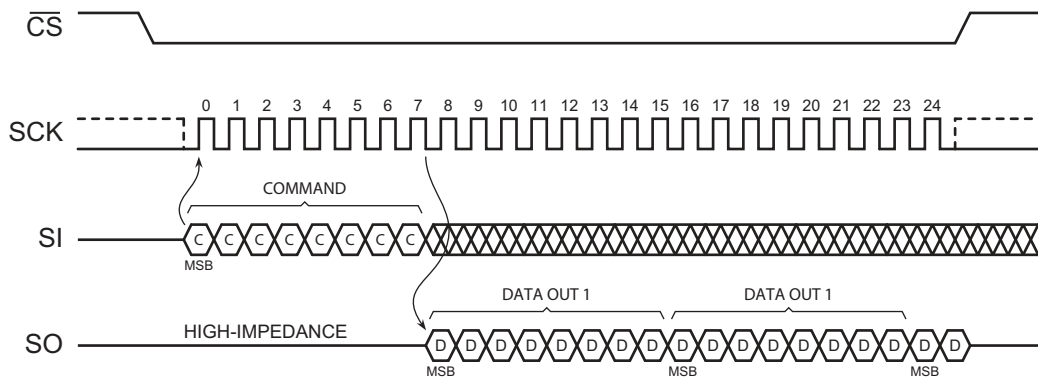 CS
0 1 2 3 4 5 6 7 8 9 10 11 12 13 14 15 16 17 18 19 20 21 22 23 24
SCK
COMMAND
SI C C C C C C C C
MSB
DATA OUT 1 DATA OUT 1
HIGH-IMPEDANCE
SO D D D D D D D D D D D D D D D D D D
MSB MSB MSB